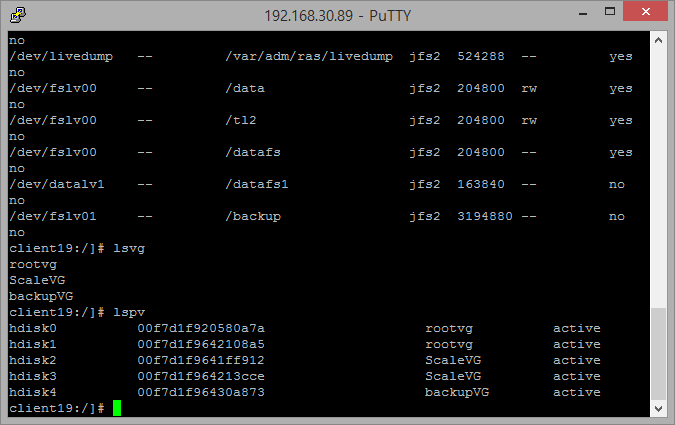 192.168.30.89 - PuTTY
no
/dev/livedump   --         /var/adm/ras/livedump  jfs2  524288  --         yes
no
/dev/fslv00     --         /data                  jfs2  204800  rw         yes
no
/dev/fslv00     --         /tl2                   jfs2  204800  rw         yes
no
/dev/fslv00     --         /datafs                jfs2  204800  --         yes
no
/dev/datalv1    --         /datafs1               jfs2  163840  --         no
no
/dev/fslv01     --         /backup                jfs2  3194880 --         no
no
client19:/]# lsvg
rootvg
ScaleVG
backupVG
client19:/]# lspv
hdisk0          00f7d1f920580a7a                    rootvg          active
hdisk1          00f7d1f9642108a5                    rootvg          active
hdisk2          00f7d1f9641ff912                    ScaleVG         active
hdisk3          00f7d1f964213cce                    ScaleVG         active
hdisk4          00f7d1f96430a873                    backupVG        active
client19:/]#